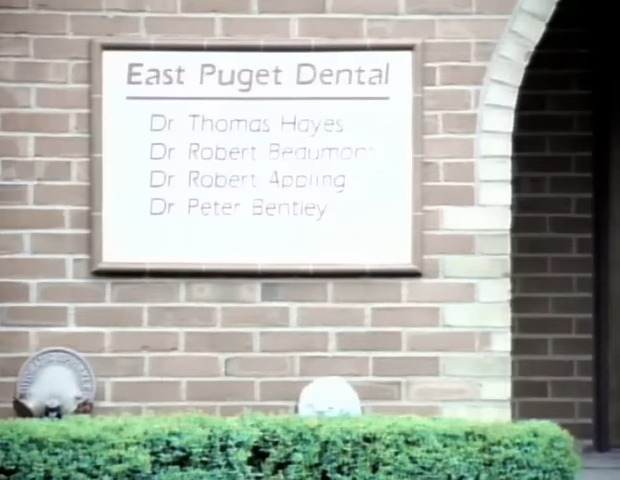 East Puget Dental
Dr Thomas Hayes
Dr Robert Beaumont
Dr Robert Appling
Dr Peter Bentley